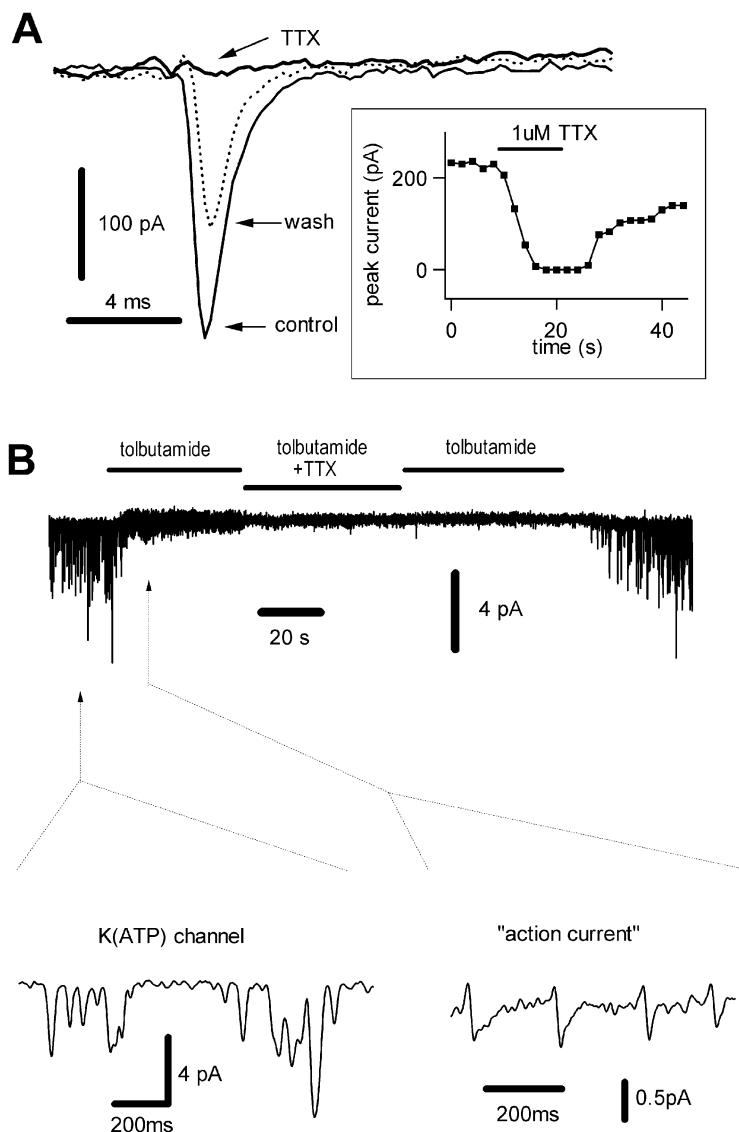 A
TTX
100 pA
4 ms
wash
control
1uM TTX
peak current (pA)
200
0
0
20
40
time (s)
B
tolbutamide
tolbutamide
+TTX
tolbutamide
20 s
4 pA
K(ATP) channel
"action current"
4 pA
200ms
200ms
0.5pA